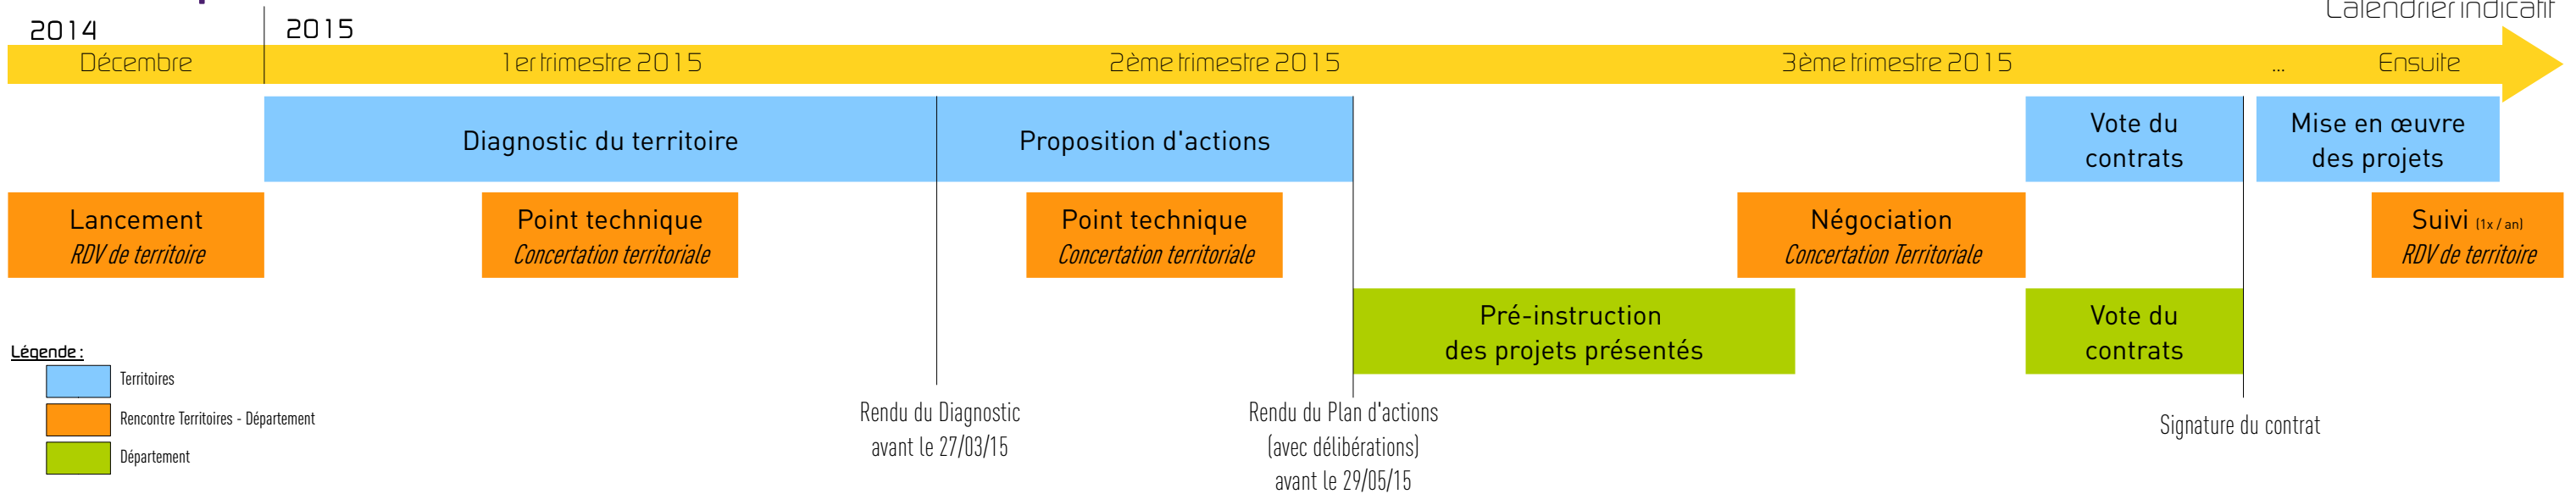 Calendrier indicatif
2014
2015
Décembre
1er trimestre 2015
2ème trimestre 2015
3ème trimestre 2015
...
Ensuite
Diagnostic du territoire
Proposition d'actions
Vote du
contrats
Mise en œuvre
des projets
Lancement
RDV de territoire
Point technique
Concertation territoriale
Point technique
Concertation territoriale
Négociation
Concertation Territoriale
Suivi (1x / an)
RDV de territoire
Pré-instruction
des projets présentés
Vote du
contrats
Légende :
Territoires
Rencontre Territoires - Département
Département
Rendu du Diagnostic
avant le 27/03/15
Rendu du Plan d'actions
(avec délibérations)
avant le 29/05/15
Signature du contrat